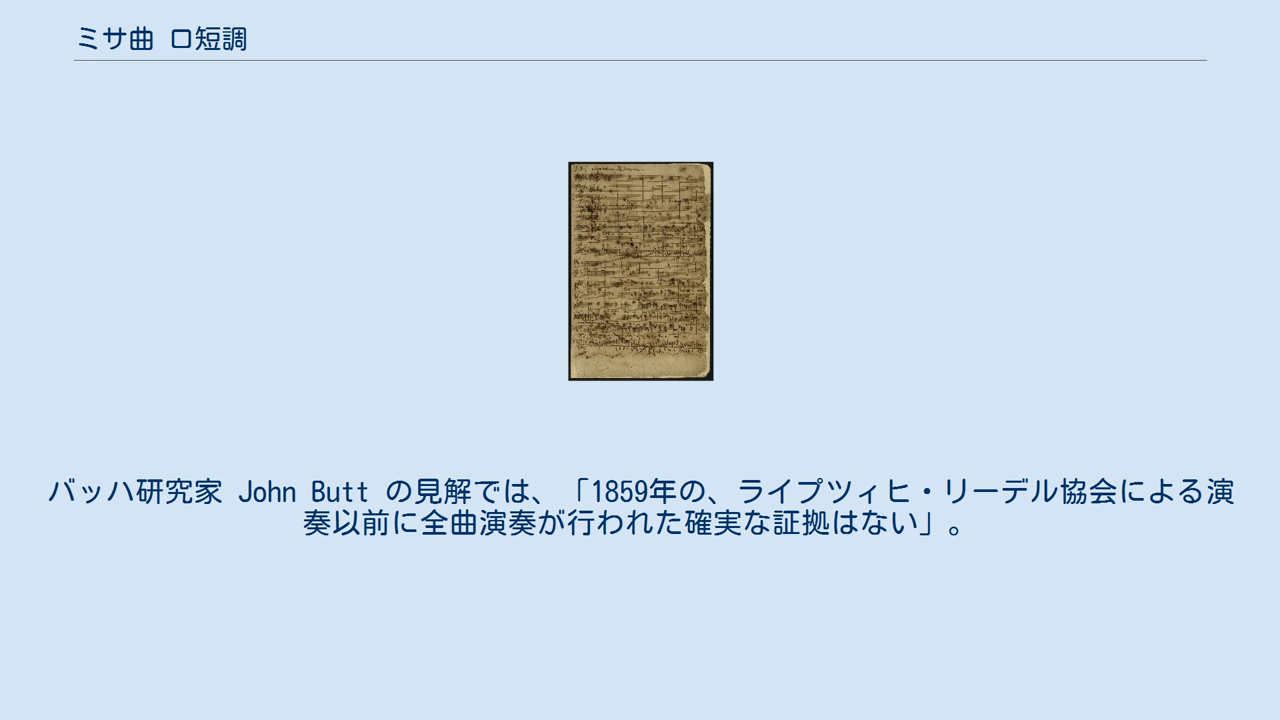 ミサ曲 ロ短調
バッハ研究家 John Butt の見解では、「1859年の、ライプツィヒ・リーデル協会による演
奏以前に全曲演奏が行われた確実な証拠はない」。